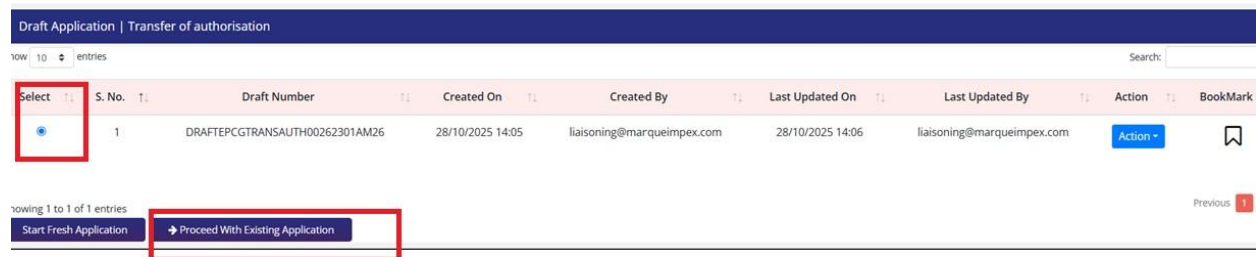 Draft Application | Transfer of authorisation
now 10 entries Search:
Select S. No. Draft Number Created On Created By Last Updated On Last Updated By Action BookMark
1 DRAFTEPCGTRANSAUTH00262301AM26 28/10/2025 14:05 liaisoning@marqueimpex.com 28/10/2025 14:06 liaisoning@marqueimpex.com Action
howing 1 to 1 of 1 entries Previous 1
Start Fresh Application Proceed With Existing Application